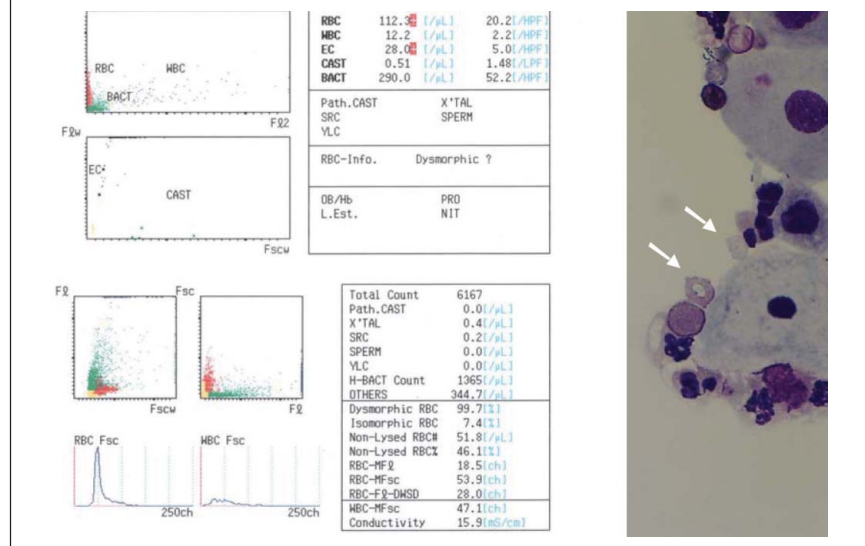 RBC 112.3+ [/μL] 20.2[/HPF]
WBC 12.2 [/μL] 2.2[/HPF]
EC 28.0+ [/μL] 5.0[/HPF]
CAST 0.51 [/μL] 1.48[/LPF]
BACT 290.0 [/μL] 52.2[/HPF]
Path.CAST X'TAL
SRC SPERM
YLC
RBC-Info. Dysmorphic ?
OB/Hb PRO
L.Est. NIT
RBC WBC
BACT
Fℓ2
Fℓw
EC
CAST
Fscw
Fℓ
Fscw
Fsc
Fℓ
RBC Fsc
250ch
WBC Fsc
250ch
Total Count 6167
Path.CAST 0.0[/μL]
X'TAL 0.4[/μL]
SRC 0.2[/μL]
SPERM 0.0[/μL]
YLC 0.0[/μL]
H-BACT Count 1365[/μL]
OTHERS 344.7[/μL]
Dysmorphic RBC 99.7[%]
Isomorphic RBC 7.4[%]
Non-Lysed RBC# 51.8[/μL]
Non-Lysed RBC% 46.1[%]
RBC-MFℓ 18.5[ch]
RBC-MFsc 53.9[ch]
RBC-Fℓ-DWSD 28.0[ch]
WBC-MFsc 47.1[ch]
Conductivity 15.9[mS/cm]